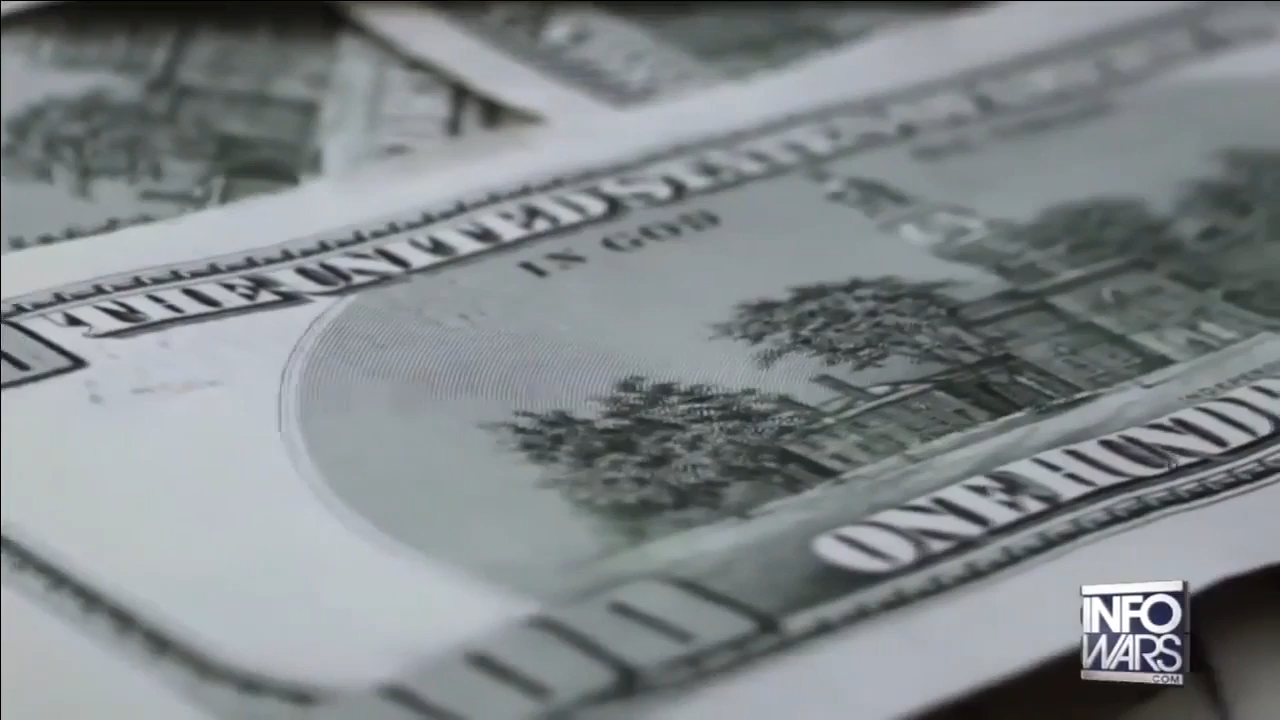 THE UNITED STATES
IN GOD
ONE HUND
INFO
WARS
.COM